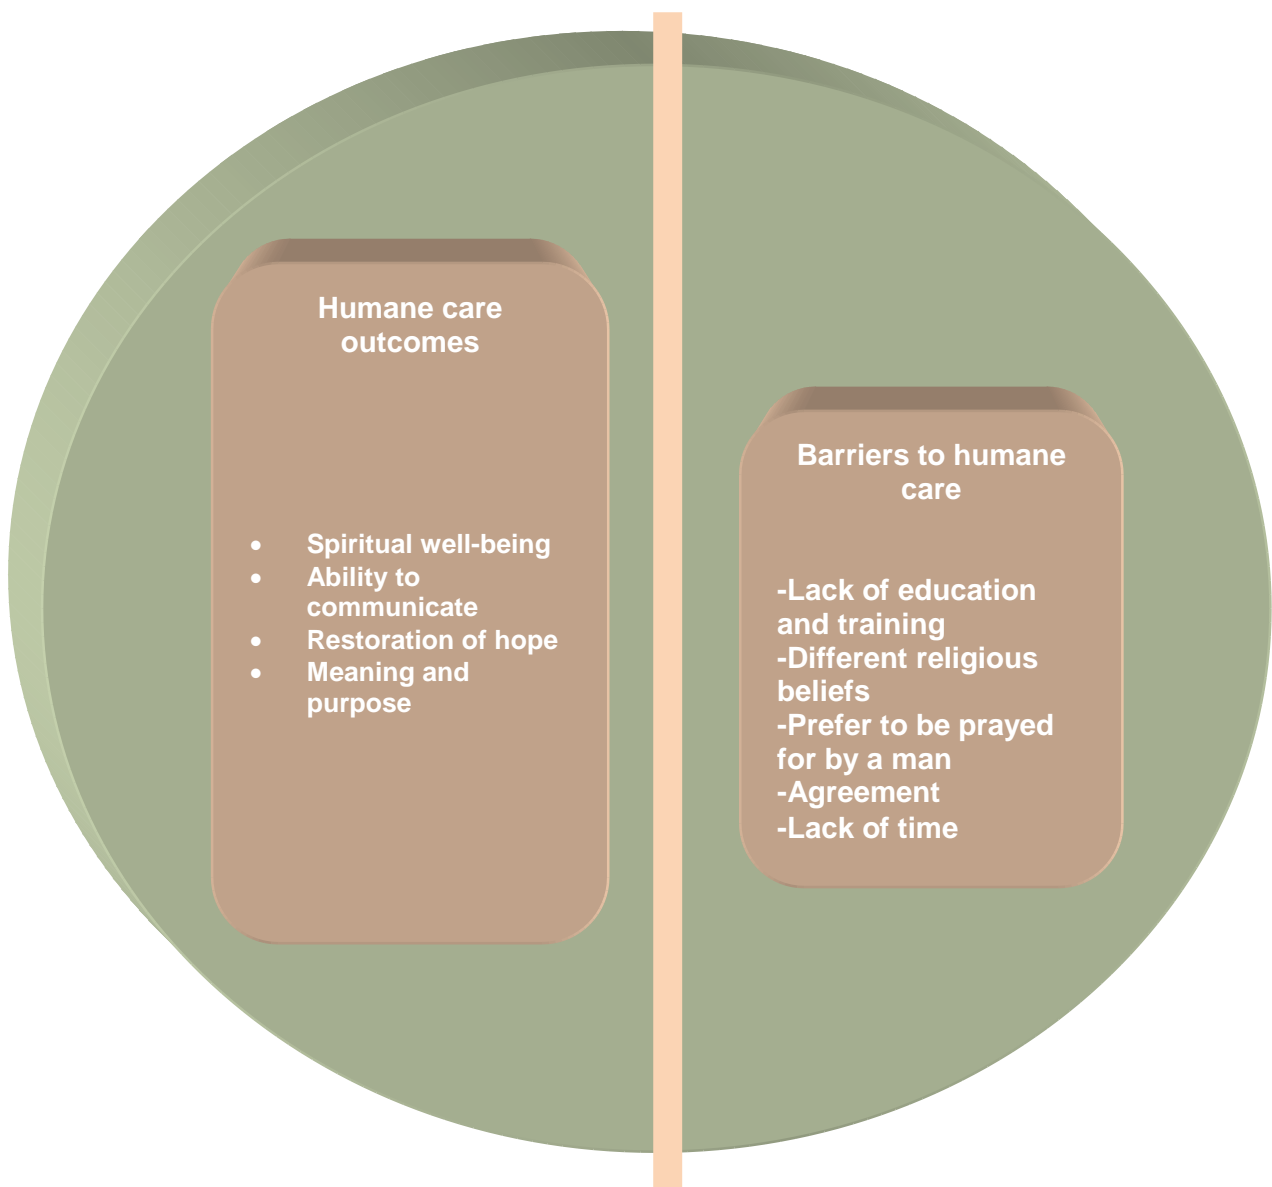 Humane care
outcomes
• Spiritual well-being
• Ability to
communicate
• Restoration of hope
• Meaning and
purpose
Barriers to humane
care
-Lack of education
and training
-Different religious
beliefs
-Prefer to be prayed
for by a man
-Agreement
-Lack of time